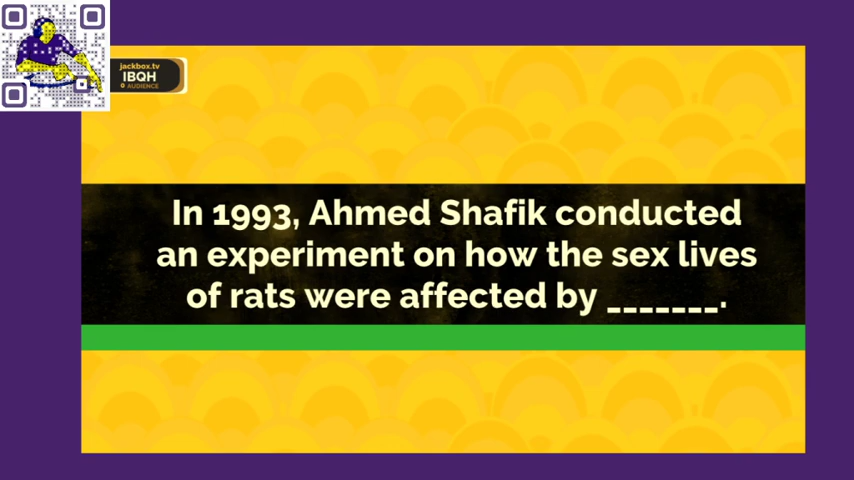 jackbox.tv
IBQH
0 AUDIENCE
In 1993, Ahmed Shafik conducted
an experiment on how the sex lives
of rats were affected by _______.